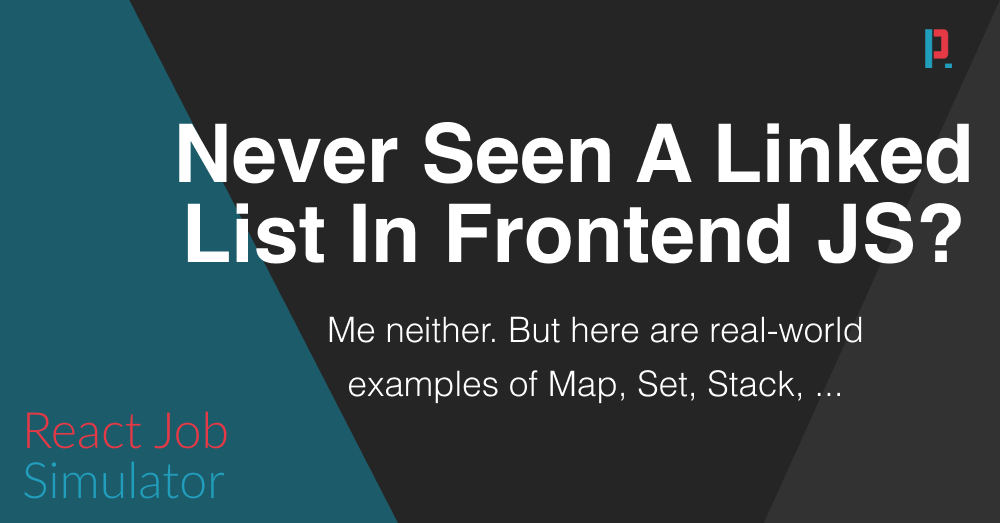 Never Seen A Linked
List In Frontend JS?
Me neither. But here are real-world
examples of Map, Set, Stack, ...
React Job
Simulator